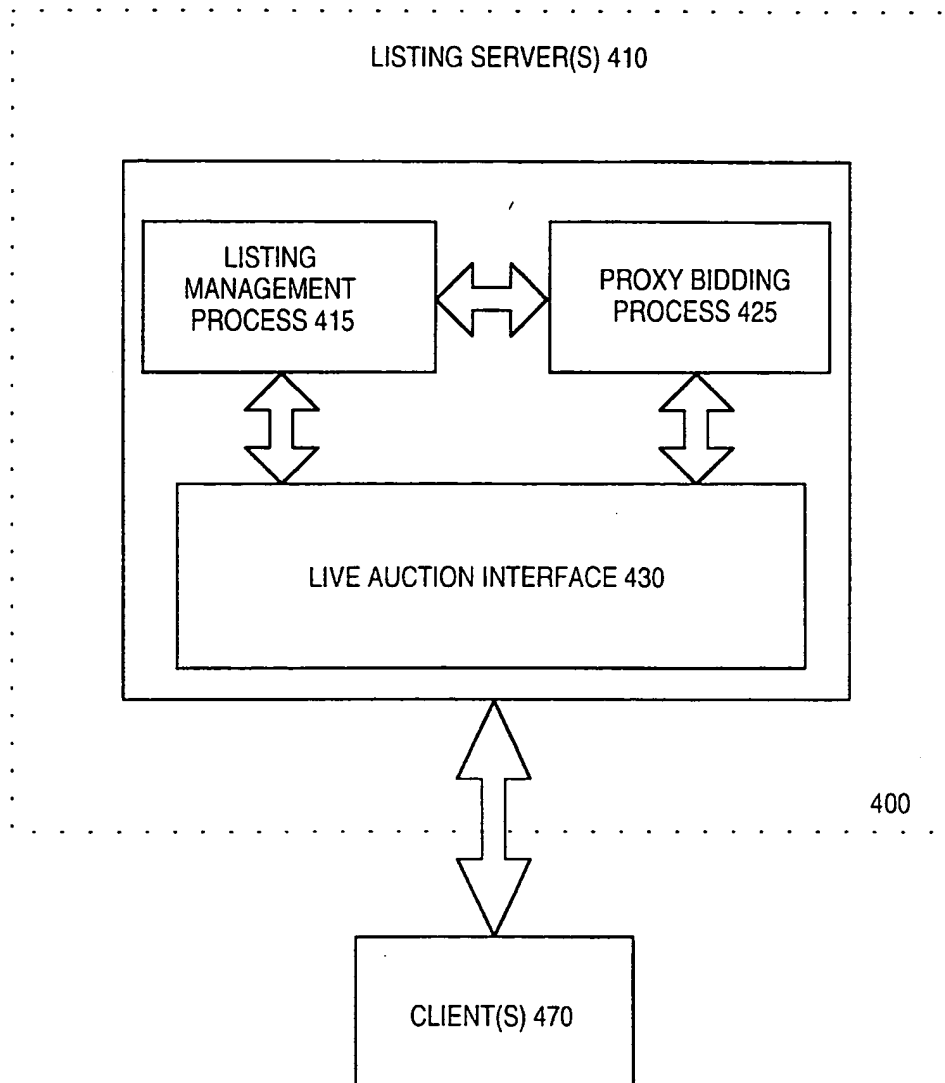 LISTING SERVER(S) 410
LISTING
MANAGEMENT
PROCESS 415
PROXY BIDDING
PROCESS 425
LIVE AUCTION INTERFACE 430
400
CLIENT(S) 470